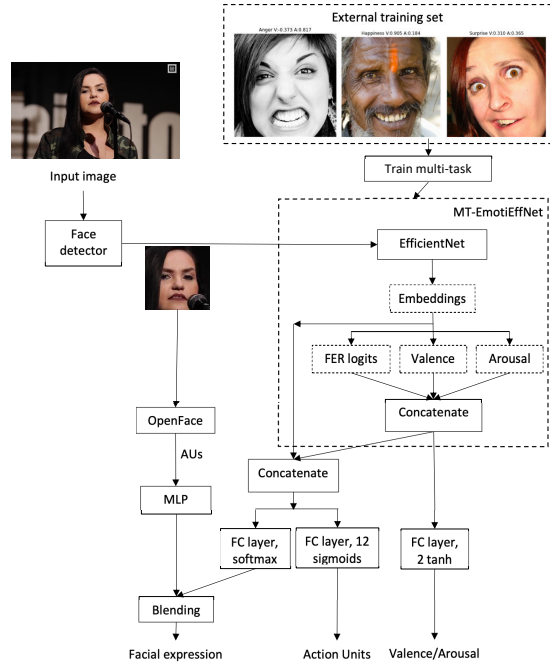 External training set
Anger V:-0.373 A:0.817
Happiness V:0.905 A:0.184
Surprise V:0.310 A:0.365
Input image
Train multi-task
MT-EmotiEffNet
Face
detector
EfficientNet
Embeddings
FER logits
Valence
Arousal
Concatenate
OpenFace
AUs
Concatenate
MLP
FC layer,
softmax
FC layer, 12
sigmoids
FC layer,
2 tanh
Blending
Facial expression
Action Units
Valence/Arousal